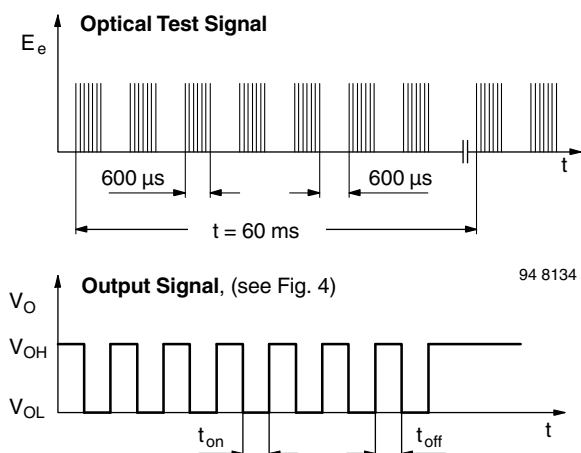 Optical Test Signal
E e
t
600 µs
600 µs
t = 60 ms
94 8134
Output Signal, (see Fig. 4)
V O
V OH
V OL
t on
t off
t